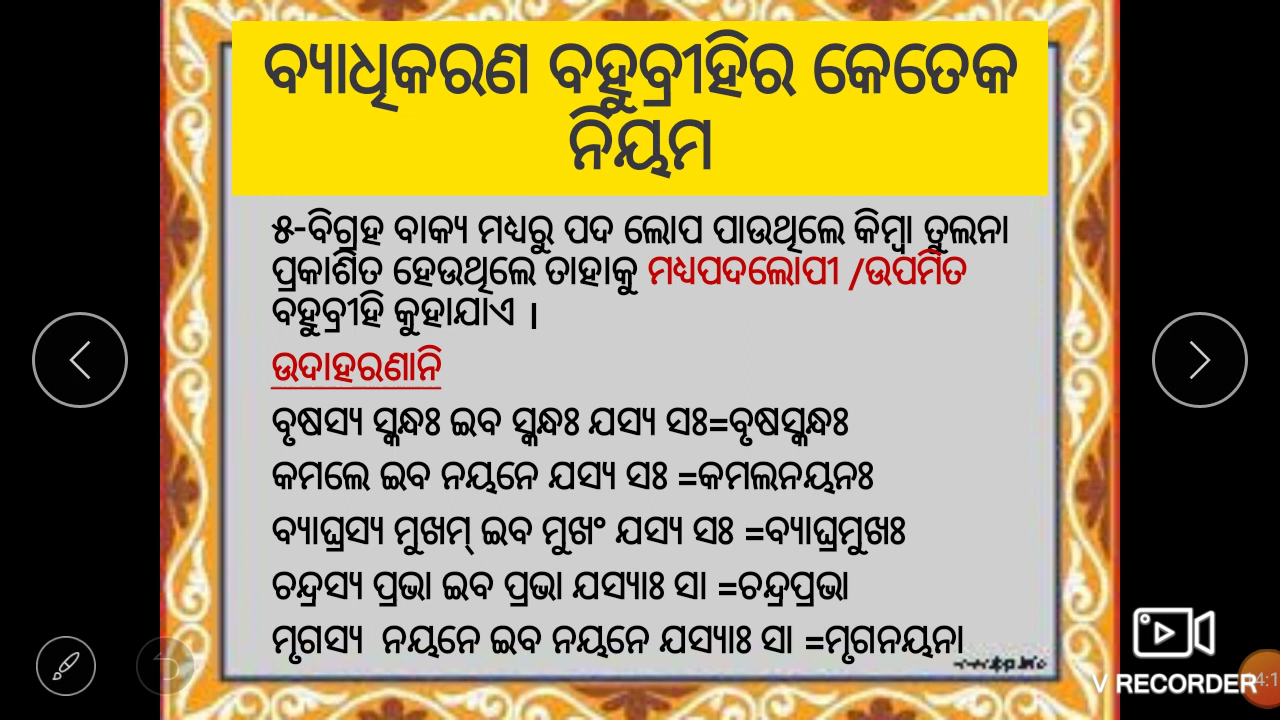 ବ୍ୟାଧିକରଣ ବହୁବ୍ରୀହିର କେତେକ
ନିୟମ
୫-ବିଗ୍ରହ ବାକ୍ୟ ମଧ୍ୟରୁ ପଦ ଲୋପ ପାଉଥିଲେ କିମ୍ବା ତୁଲନା
ପ୍ରକାଶିତ ହେଉଥିଲେ ତାହାକୁ ମଧ୍ୟପଦଲୋପୀ /ଉପମିତ
ବହୁବ୍ରୀହି କୁହାଯାଏ ।
ଉଦାହରଣାନି
ବୃଷସ୍ୟ ସ୍କନ୍ଧଃ ଇବ ସ୍କନ୍ଧଃ ଯସ୍ୟ ସଃ=ବୃଷସ୍କନ୍ଧଃ
କମଲେ ଇବ ନୟନେ ଯସ୍ୟ ସଃ =କମଲନୟନଃ
ବ୍ୟାଘ୍ରସ୍ୟ ମୁଖମ୍ ଇବ ମୁଖଂ ଯସ୍ୟ ସଃ =ବ୍ୟାଘ୍ରମୁଖଃ
ଚନ୍ଦ୍ରସ୍ୟ ପ୍ରଭା ଇବ ପ୍ରଭା ଯସ୍ୟାଃ ସା =ଚନ୍ଦ୍ରପ୍ରଭା
ମୃଗସ୍ୟ ନୟନେ ଇବ ନୟନେ ଯସ୍ୟାଃ ସା =ମୃଗନୟନା
V RECORDER